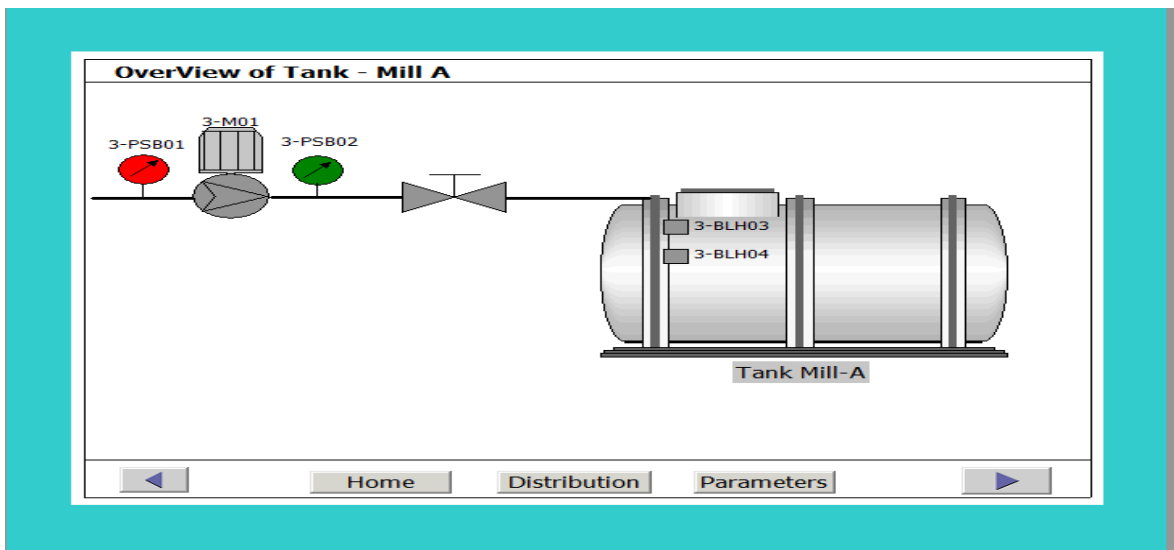 OverView of Tank - Mill A
3-M01
3-PSB01
3-PSB02
3-BLH03
3-BLH04
Tank Mill-A
Home
Distribution
Parameters